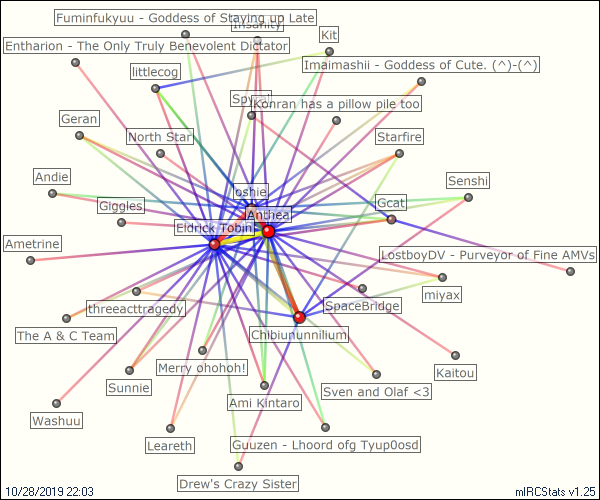 Fuminfukyuu - Goddess of Staying up Late
Insanity
Kit
Entharion - The Only Truly Benevolent Dictator
Imaimashii - Goddess of Cute. (^)-(^)
littlecog
Konran has a pillow pile too
Geran
North Star
Starfire
Andie
oshie
Senshi
Giggles
Anthea
Gcat
Eldrick Tobin
Ametrine
LostboyDV - Purveyor of Fine AMVs
miyax
threeacttragedy
SpaceBridge
The A & C Team
Chibiununnilium
Merry ohohoh!
Kaitou
Sunnie
Sven and Olaf <3
Ami Kintaro
Washuu
Leareth
Guuzen - Lhoord ofg Tyup0osd
Drew's Crazy Sister
10/28/2019 22:03
mIRCStats v1.25